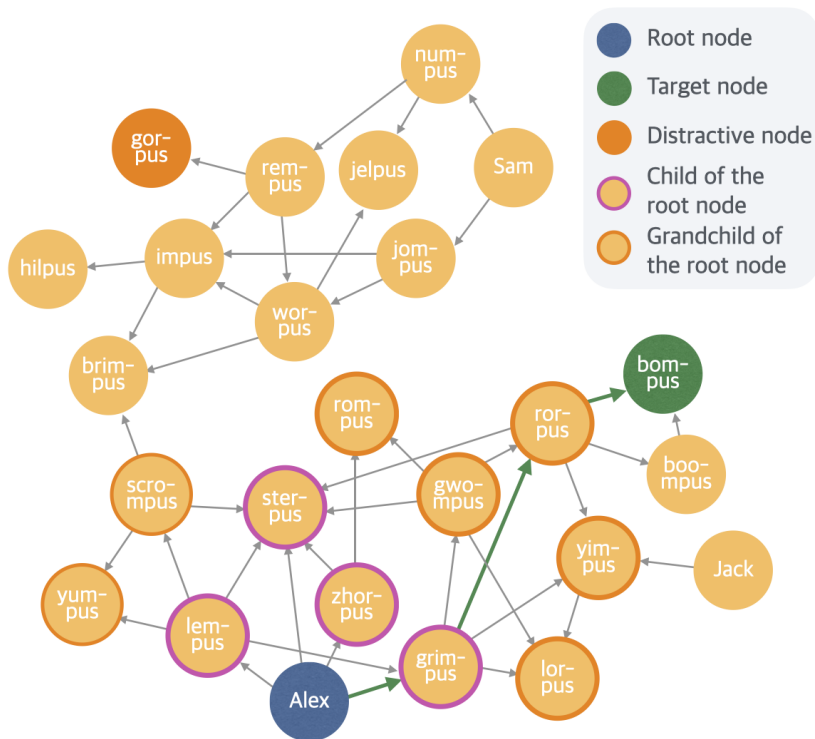 num-
pus
Root node
Target node
Distractive node
Child of the
root node
Grandchild of
the root node
gor-
pus
rem-
pus
jelpus
Sam
hilpus
impus
jom-
pus
wor-
pus
brim-
pus
bom-
pus
rom-
pus
ror-
pus
boo-
mpus
scro-
mpus
ster-
pus
gwo-
mpus
yim-
pus
Jack
yum-
pus
lem-
pus
zhor-
pus
grim-
pus
lor-
pus
Alex